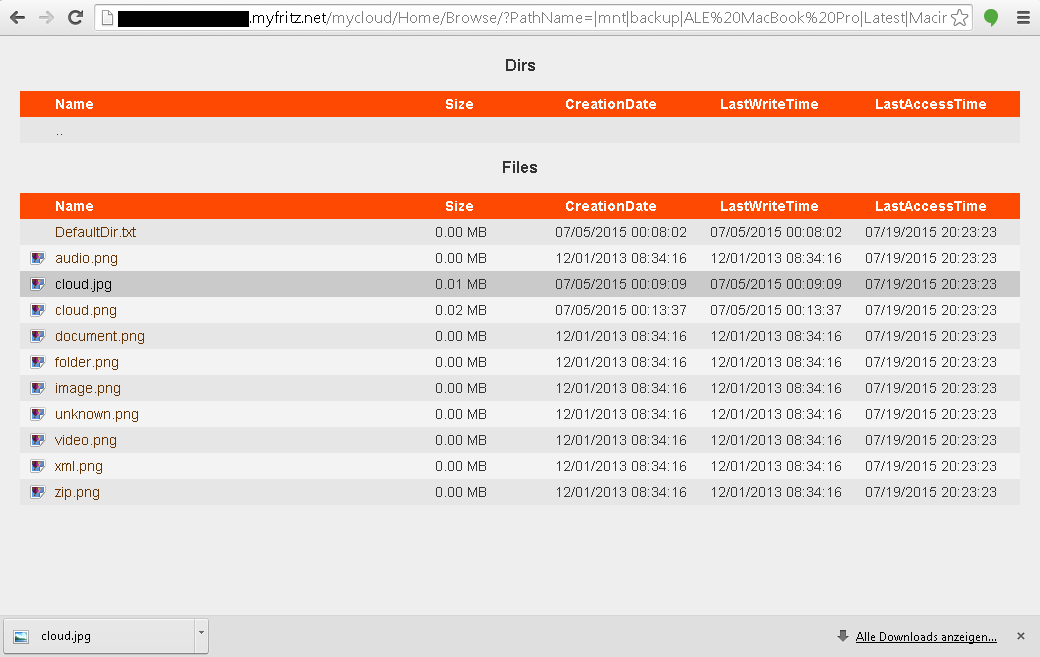 .myfritz.net/mycloud/Home/Browse/?PathName=|mnt|backup|ALE%20MacBook%20Pro|Latest|Macir
Dirs
Name Size CreationDate LastWriteTime LastAccessTime
..
Files
Name Size CreationDate LastWriteTime LastAccessTime
DefaultDir.txt 0.00 MB 07/05/2015 00:08:02 07/05/2015 00:08:02 07/19/2015 20:23:23
audio.png 0.00 MB 12/01/2013 08:34:16 12/01/2013 08:34:16 07/19/2015 20:23:23
cloud.jpg 0.01 MB 07/05/2015 00:09:09 07/05/2015 00:09:09 07/19/2015 20:23:23
cloud.png 0.02 MB 07/05/2015 00:13:37 07/05/2015 00:13:37 07/19/2015 20:23:23
document.png 0.00 MB 12/01/2013 08:34:16 12/01/2013 08:34:16 07/19/2015 20:23:23
folder.png 0.00 MB 12/01/2013 08:34:16 12/01/2013 08:34:16 07/19/2015 20:23:23
image.png 0.00 MB 12/01/2013 08:34:16 12/01/2013 08:34:16 07/19/2015 20:23:23
unknown.png 0.00 MB 12/01/2013 08:34:16 12/01/2013 08:34:16 07/19/2015 20:23:23
video.png 0.00 MB 12/01/2013 08:34:16 12/01/2013 08:34:16 07/19/2015 20:23:23
xml.png 0.00 MB 12/01/2013 08:34:16 12/01/2013 08:34:16 07/19/2015 20:23:23
zip.png 0.00 MB 12/01/2013 08:34:16 12/01/2013 08:34:16 07/19/2015 20:23:23
cloud.jpg Alle Downloads anzeigen...